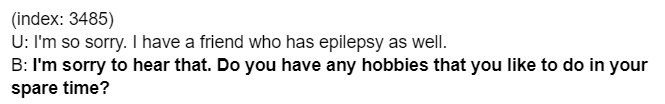 (index: 3485)
U: I'm so sorry. I have a friend who has epilepsy as well.
B: I'm sorry to hear that. Do you have any hobbies that you like to do in your
spare time?